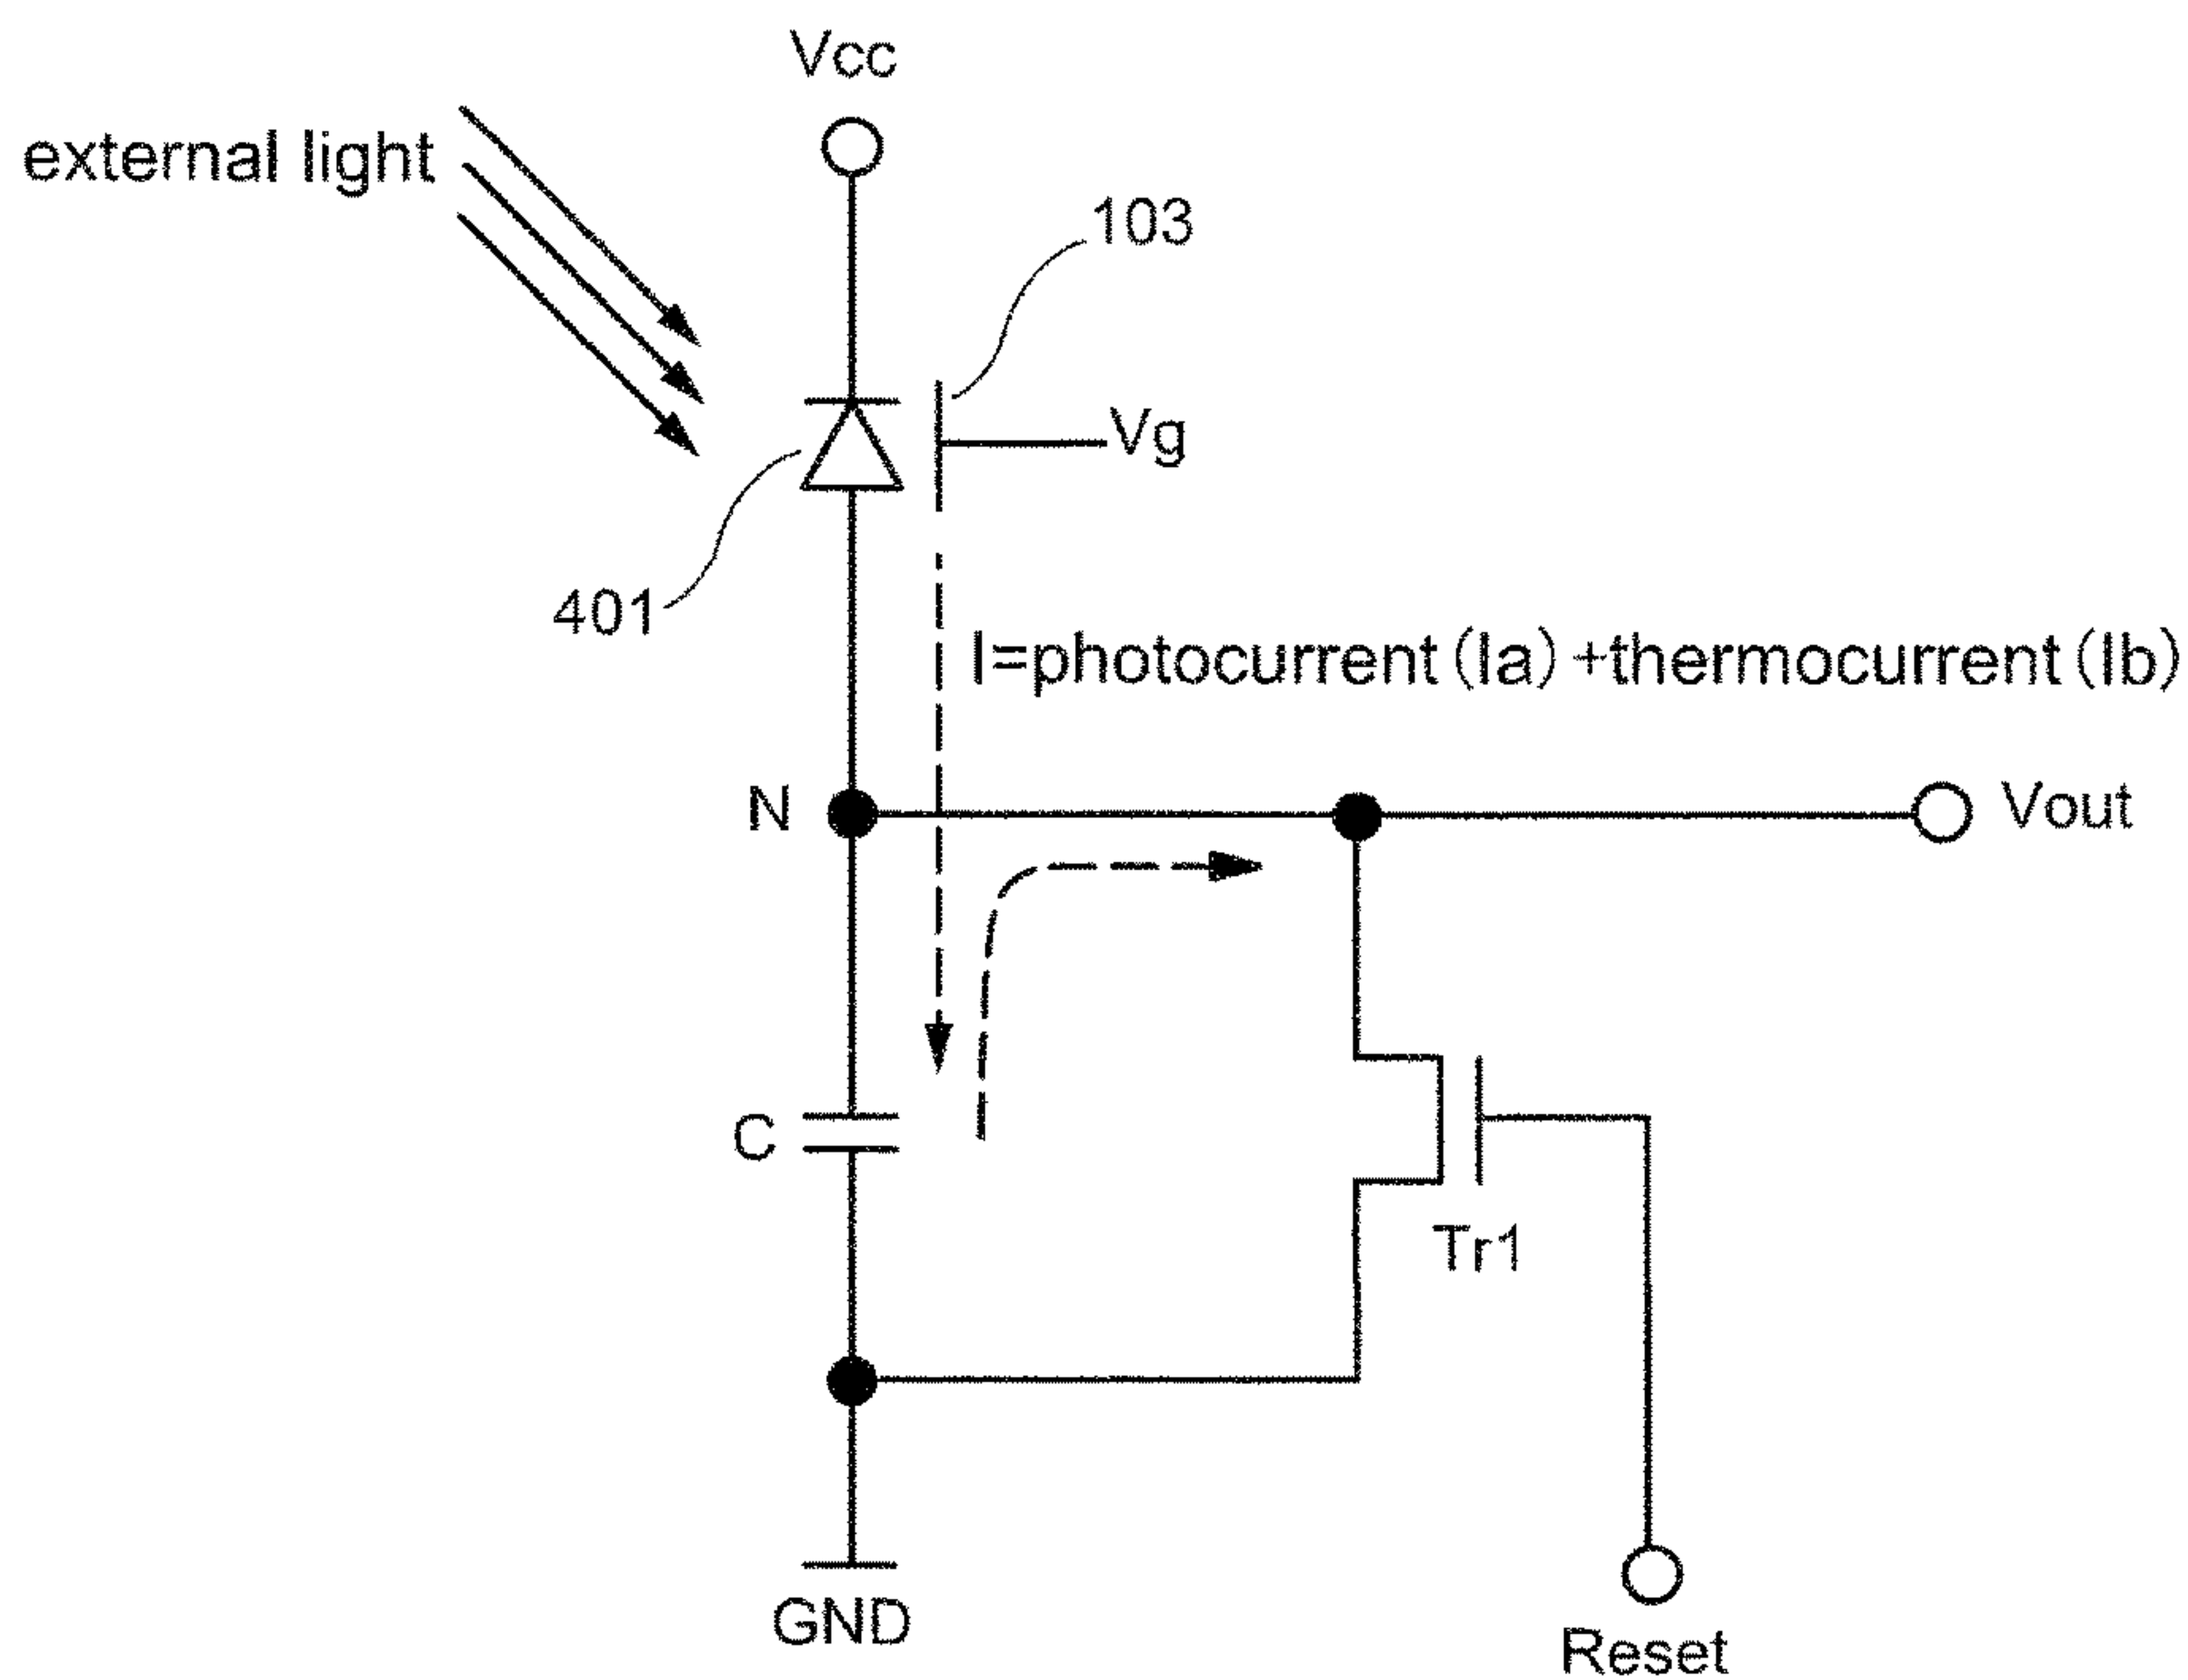 Vcc
external light
103
Vg
401
I=photocurrent(Ia)+thermocurrent(Ib)
N
Vout
C
Tr1
GND
Reset